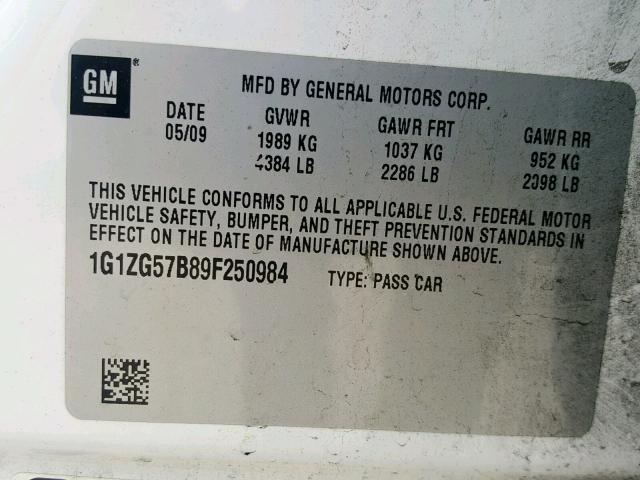 GM®
MFD BY GENERAL MOTORS CORP.
DATE GVWR GAWR FRT GAWR RR
05/09 1989 KG 1037 KG 952 KG
4384 LB 2286 LB 2098 LB
THIS VEHICLE CONFORMS TO ALL APPLICABLE U.S. FEDERAL MOTOR
VEHICLE SAFETY, BUMPER, AND THEFT PREVENTION STANDARDS IN
EFFECT ON THE DATE OF MANUFACTURE SHOWN ABOVE.
1G1ZG57B89F250984 TYPE: PASS CAR